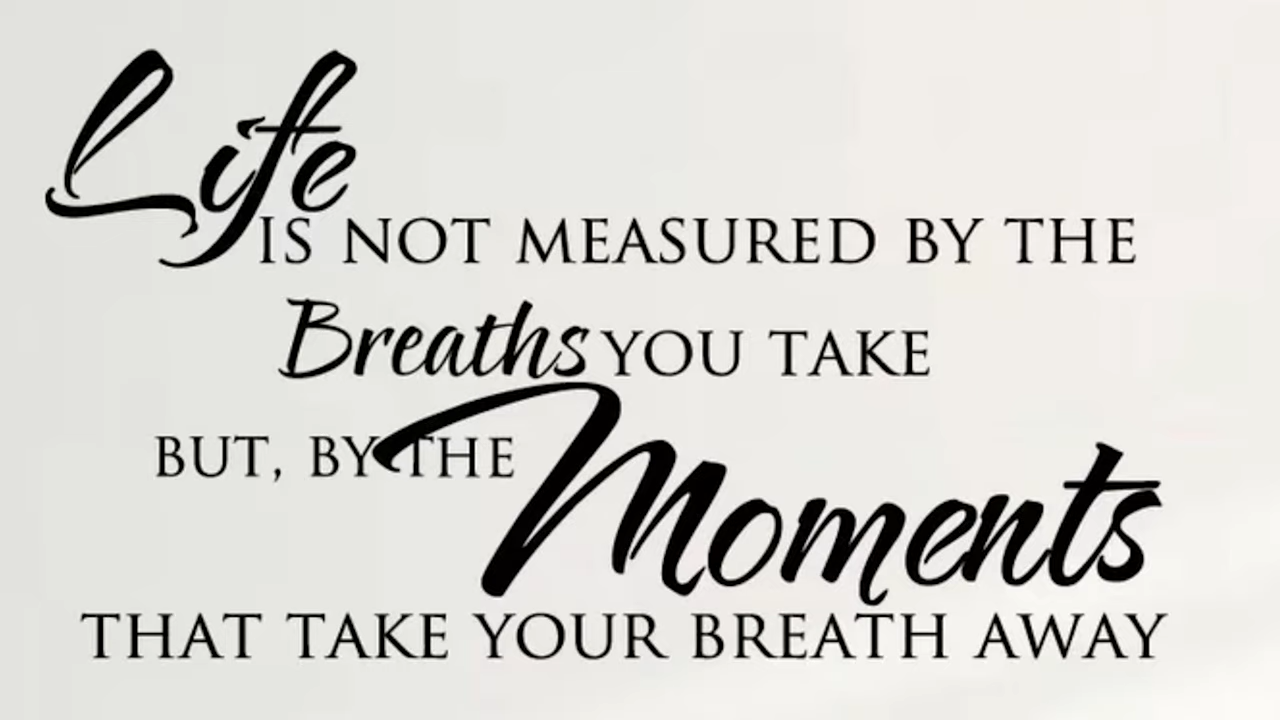 Life
IS NOT MEASURED BY THE
Breaths YOU TAKE
BUT, BY THE Moments
THAT TAKE YOUR BREATH AWAY